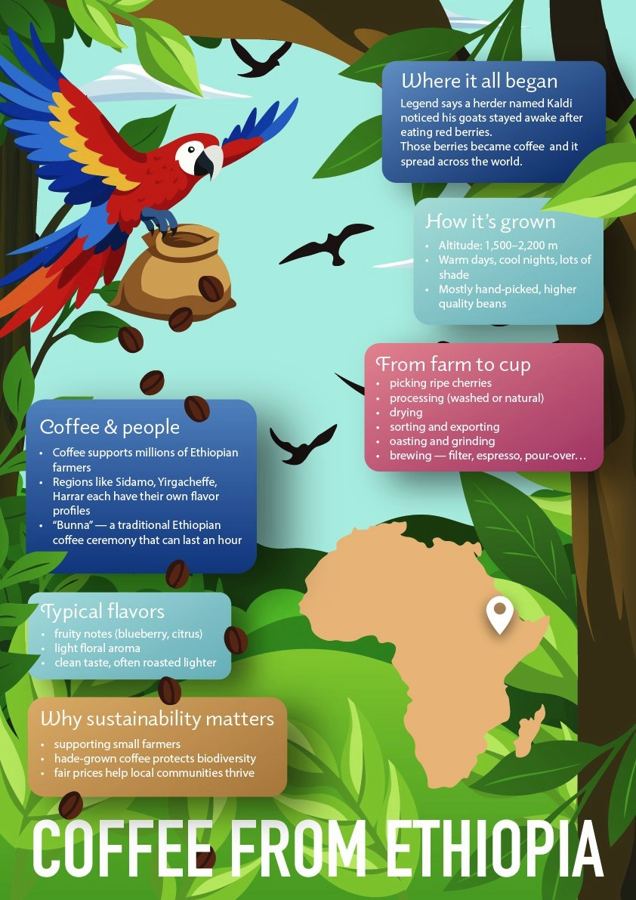 Where it all began
Legend says a herder named Kaldi
noticed his goats stayed awake after
eating red berries.
Those berries became coffee and it
spread across the world.
How it's grown
• Altitude: 1,500–2,200 m
• Warm days, cool nights, lots of
shade
• Mostly hand-picked, higher
quality beans
From farm to cup
• picking ripe cherries
• processing (washed or natural)
• drying
• sorting and exporting
• oasting and grinding
• brewing — filter, espresso, pour-over…
Coffee & people
• Coffee supports millions of Ethiopian
farmers
• Regions like Sidamo, Yirgacheffe,
Harrar each have their own flavor
profiles
• “Bunna” — a traditional Ethiopian
coffee ceremony that can last an hour
Typical flavors
• fruity notes (blueberry, citrus)
• light floral aroma
• clean taste, often roasted lighter
Why sustainability matters
• supporting small farmers
• hade-grown coffee protects biodiversity
• fair prices help local communities thrive
COFFEE FROM ETHIOPIA